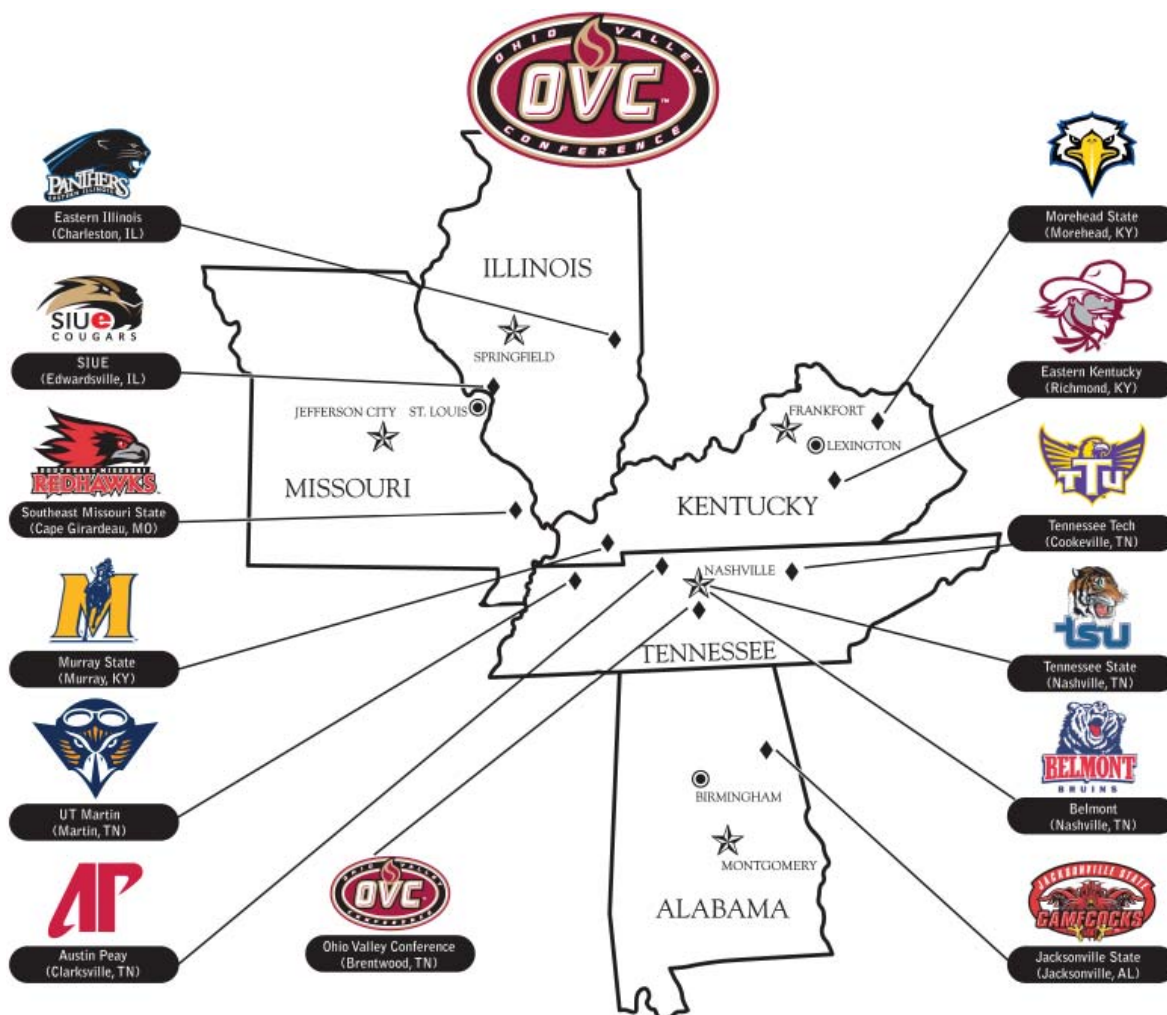 OHIO VALLEY
OVC
™
CONFERENCE
PANTHERS
EASTERN ILLINOIS
Eastern Illinois
(Charleston, IL)
SIUe
COUGARS
SIUE
(Edwardsville, IL)
SOUTHEAST MISSOURI
REDHAWKS
Southeast Missouri State
(Cape Girardeau, MO)
M
Murray State
(Murray, KY)
UT Martin
(Martin, TN)
AP
Austin Peay
(Clarksville, TN)
OHIO VALLEY
OVC
CONFERENCE
Ohio Valley Conference
(Brentwood, TN)
ILLINOIS
SPRINGFIELD
JEFFERSON CITY
ST. LOUIS
MISSOURI
FRANKFORT
LEXINGTON
KENTUCKY
NASHVILLE
TENNESSEE
BIRMINGHAM
MONTGOMERY
ALABAMA
Morehead State
(Morehead, KY)
Eastern Kentucky
(Richmond, KY)
TTU
Tennessee Tech
(Cookeville, TN)
tsu
Tennessee State
(Nashville, TN)
BELMONT
BRUINS
Belmont
(Nashville, TN)
JACKSONVILLE STATE
GAMECOCKS
Jacksonville State
(Jacksonville, AL)